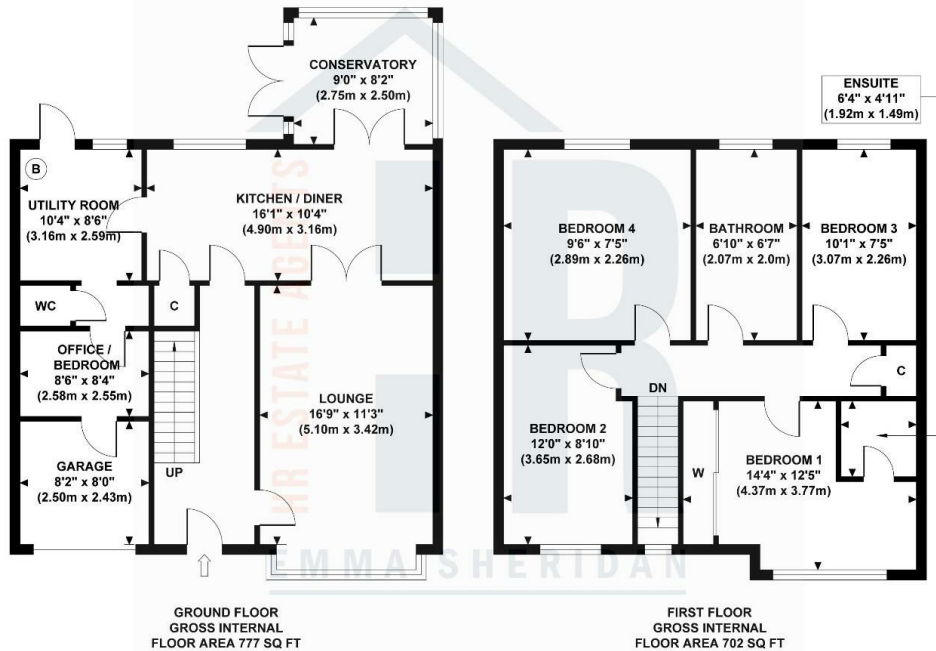 CONSERVATORY
9'0" x 8'2"
(2.75m x 2.50m)
ENSUITE
6'4" x 4'11"
(1.92m x 1.49m)
B
UTILITY ROOM
10'4" x 8'6"
(3.16m x 2.59m)
KITCHEN / DINER
16'1" x 10'4"
(4.90m x 3.16m)
WC
C
OFFICE /
BEDROOM
8'6" x 8'4"
(2.58m x 2.55m)
LOUNGE
16'9" x 11'3"
(5.10m x 3.42m)
GARAGE
8'2" x 8'0"
(2.50m x 2.43m)
UP
BEDROOM 4
9'6" x 7'5"
(2.89m x 2.26m)
BATHROOM
6'10" x 6'7"
(2.07m x 2.0m)
BEDROOM 3
10'1" x 7'5"
(3.07m x 2.26m)
DN
C
BEDROOM 2
12'0" x 8'10"
(3.65m x 2.68m)
W
BEDROOM 1
14'4" x 12'5"
(4.37m x 3.77m)
HR ESTATE AGENTS
EMMA SHERIDAN
GROUND FLOOR
GROSS INTERNAL
FLOOR AREA 777 SQ FT
FIRST FLOOR
GROSS INTERNAL
FLOOR AREA 702 SQ FT